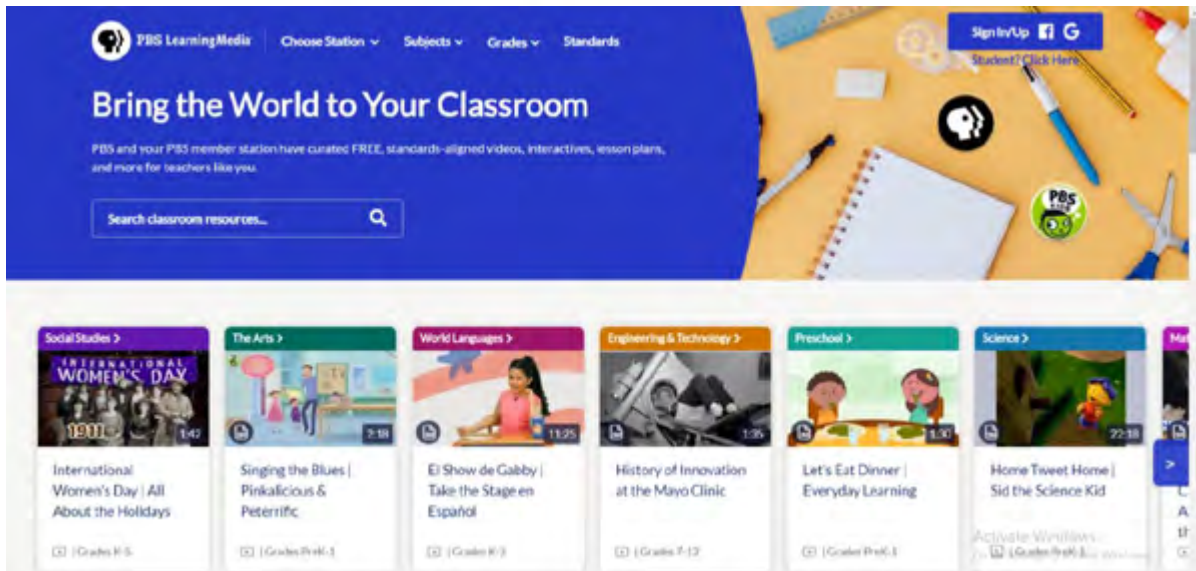 PBS LearningMedia
Choose Station
Subjects
Grades
Standards
Sign In/Up
Student? Click Here
Bring the World to Your Classroom
PBS and your PBS member station have curated FREE, standards-aligned videos, interactives, lesson plans,
and more for teachers like you.
Search classroom resources...
PBS
Social Studies >
INTERNATIONAL
WOMEN'S DAY
1911
1:42
International
Women's Day | All
About the Holidays
| Grades K-5
The Arts >
2:18
Singing the Blues |
Pinkalicious &
Peterrific
| Grades PreK-1
World Languages >
11:25
El Show de Gabby |
Take the Stage en
Español
| Grades K-3
Engineering & Technology >
1:35
History of Innovation
at the Mayo Clinic
| Grades 7-12
Preschool >
1:30
Let's Eat Dinner |
Everyday Learning
| Grades PreK-1
Science >
22:18
Home Tweet Home |
Sid the Science Kid
| Grades PreK-1
Activate Windows
Mat
>